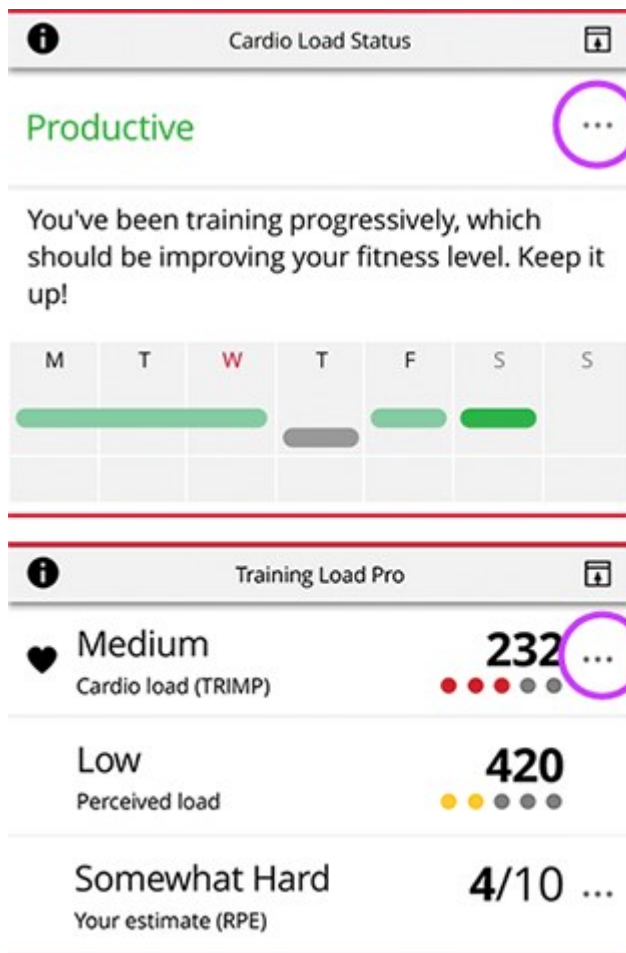 Cardio Load Status
Productive
You've been training progressively, which
should be improving your fitness level. Keep it
up!
M T W T F S S
Training Load Pro
Medium 232
Cardio load (TRIMP)
Low 420
Perceived load
Somewhat Hard 4/10
Your estimate (RPE)